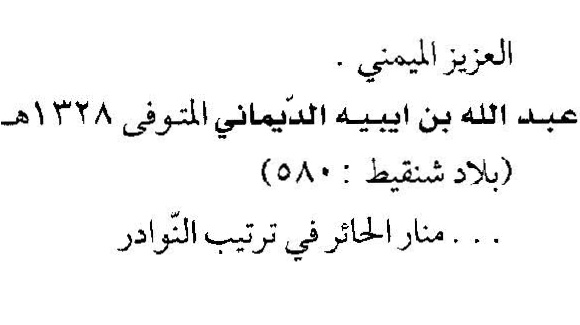 العزيز الميمني .
عبد الله بن ايبيه الدّيماني المتوفى ١٣٢٨هـ
(بلاد شنقيط : ٥٨٠)
. . . منار الحائر في ترتيب النّوادر